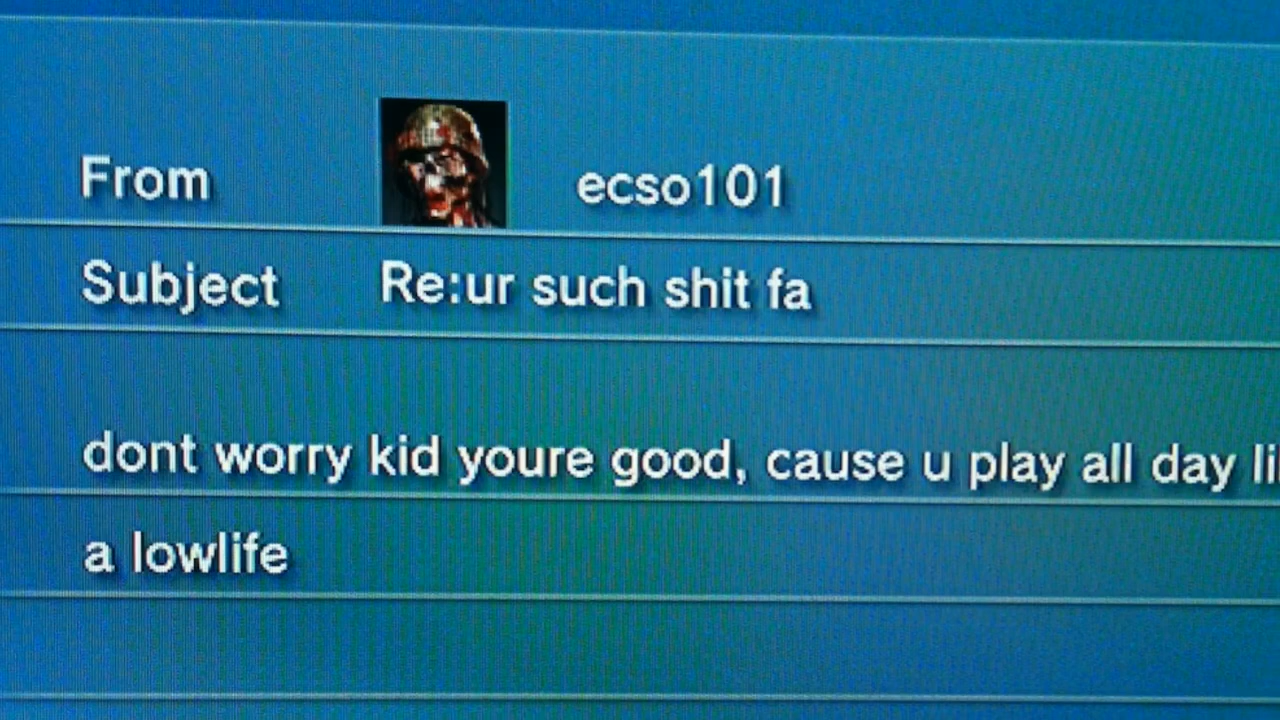 From ecso101
Subject Re:ur such shit fa
dont worry kid youre good, cause u play all day
a lowlife